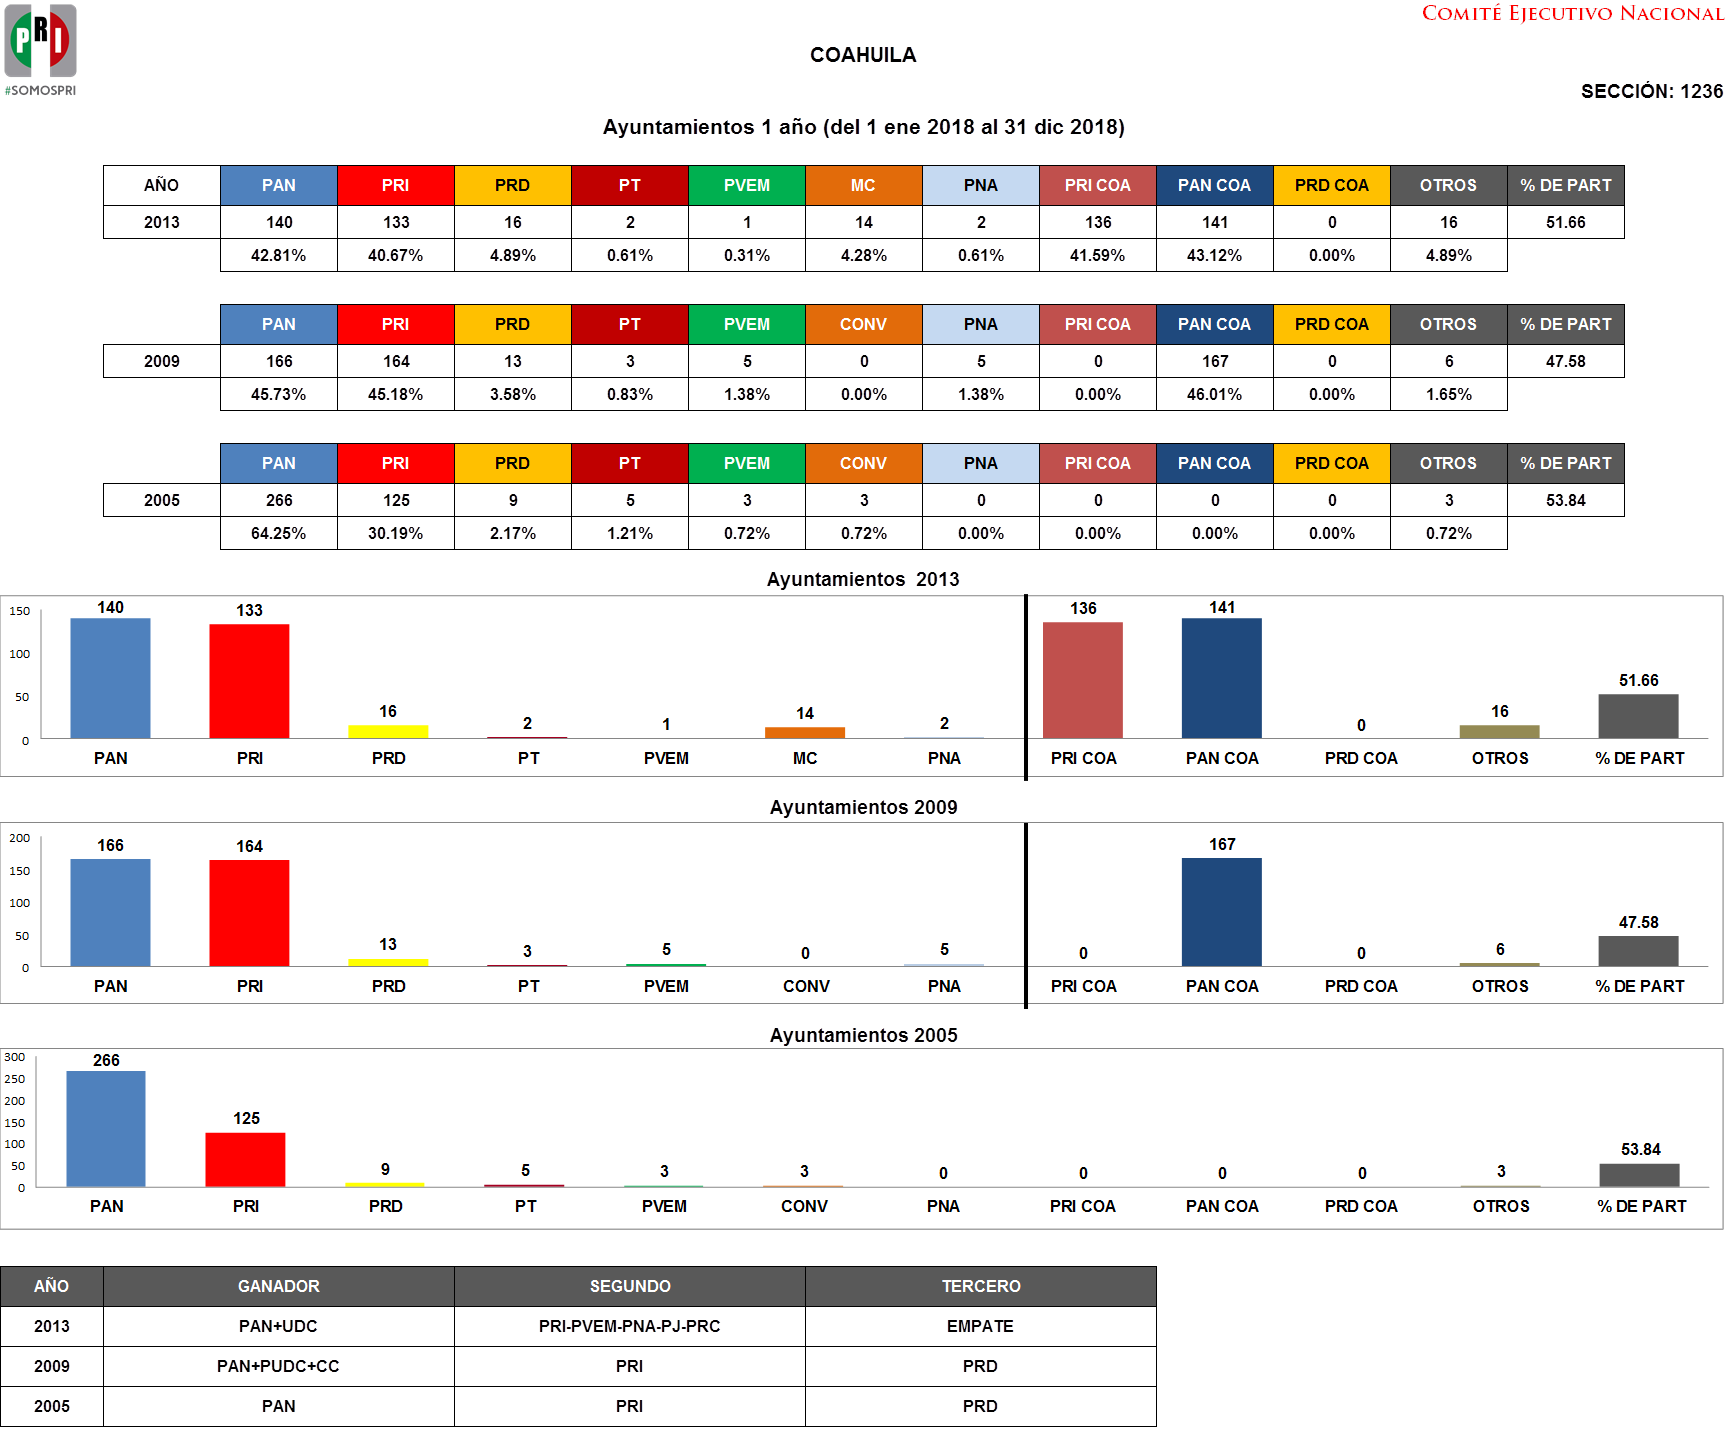 PRI
#SOMOSPRI
COMITÉ EJECUTIVO NACIONAL
COAHUILA
SECCIÓN: 1236
Ayuntamientos 1 año (del 1 ene 2018 al 31 dic 2018)
AÑO PAN PRI PRD PT PVEM MC PNA PRI COA PAN COA PRD COA OTROS % DE PART
2013 140 133 16 2 1 14 2 136 141 0 16 51.66
42.81% 40.67% 4.89% 0.61% 0.31% 4.28% 0.61% 41.59% 43.12% 0.00% 4.89%
PAN PRI PRD PT PVEM CONV PNA PRI COA PAN COA PRD COA OTROS % DE PART
2009 166 164 13 3 5 0 5 0 167 0 6 47.58
45.73% 45.18% 3.58% 0.83% 1.38% 0.00% 1.38% 0.00% 46.01% 0.00% 1.65%
PAN PRI PRD PT PVEM CONV PNA PRI COA PAN COA PRD COA OTROS % DE PART
2005 266 125 9 5 3 3 0 0 0 0 3 53.84
64.25% 30.19% 2.17% 1.21% 0.72% 0.72% 0.00% 0.00% 0.00% 0.00% 0.72%
Ayuntamientos 2013
150
100
50
0
140 133 16 2 1 14 2 136 141 0 16 51.66
PAN PRI PRD PT PVEM MC PNA PRI COA PAN COA PRD COA OTROS % DE PART
Ayuntamientos 2009
200
150
100
50
0
166 164 13 3 5 0 5 0 167 0 6 47.58
PAN PRI PRD PT PVEM CONV PNA PRI COA PAN COA PRD COA OTROS % DE PART
Ayuntamientos 2005
300
250
200
150
100
50
0
266 125 9 5 3 3 0 0 0 0 3 53.84
PAN PRI PRD PT PVEM CONV PNA PRI COA PAN COA PRD COA OTROS % DE PART
AÑO GANADOR SEGUNDO TERCERO
2013 PAN+UDC PRI-PVEM-PNA-PJ-PRC EMPATE
2009 PAN+PUDC+CC PRI PRD
2005 PAN PRI PRD